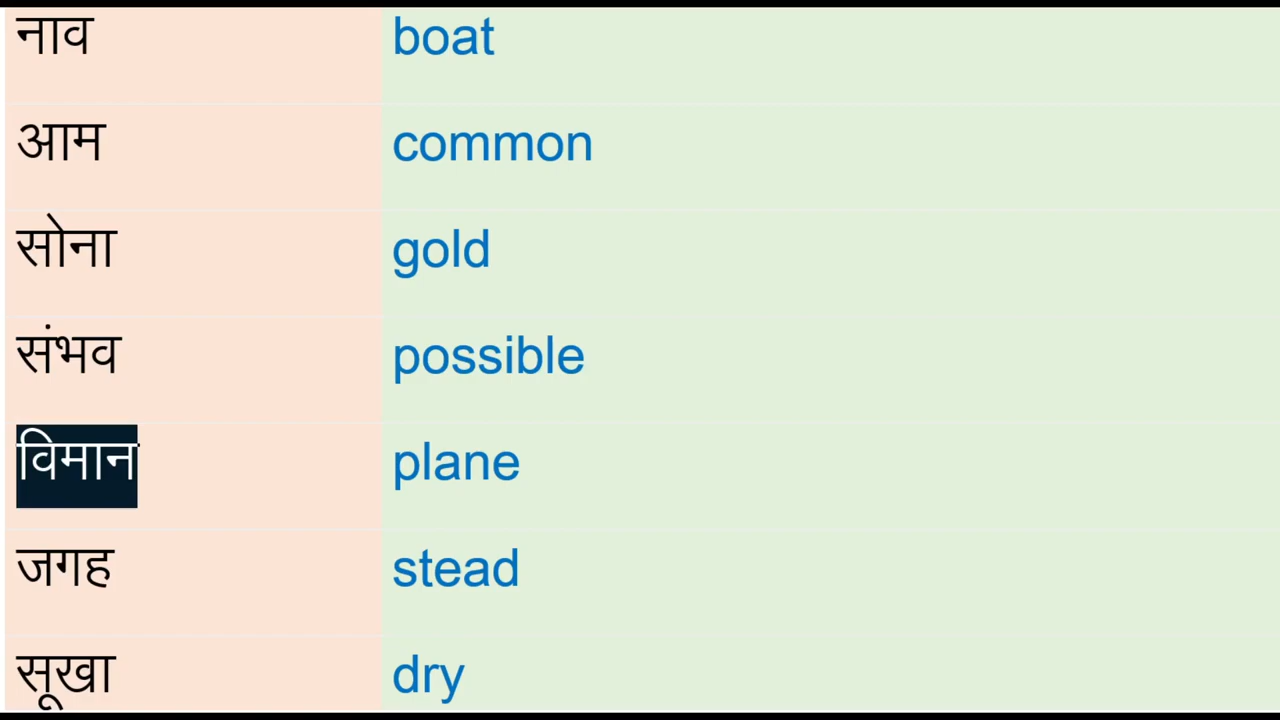 नाव boat
आम common
सोना gold
संभव possible
विमान plane
जगह stead
सूखा dry